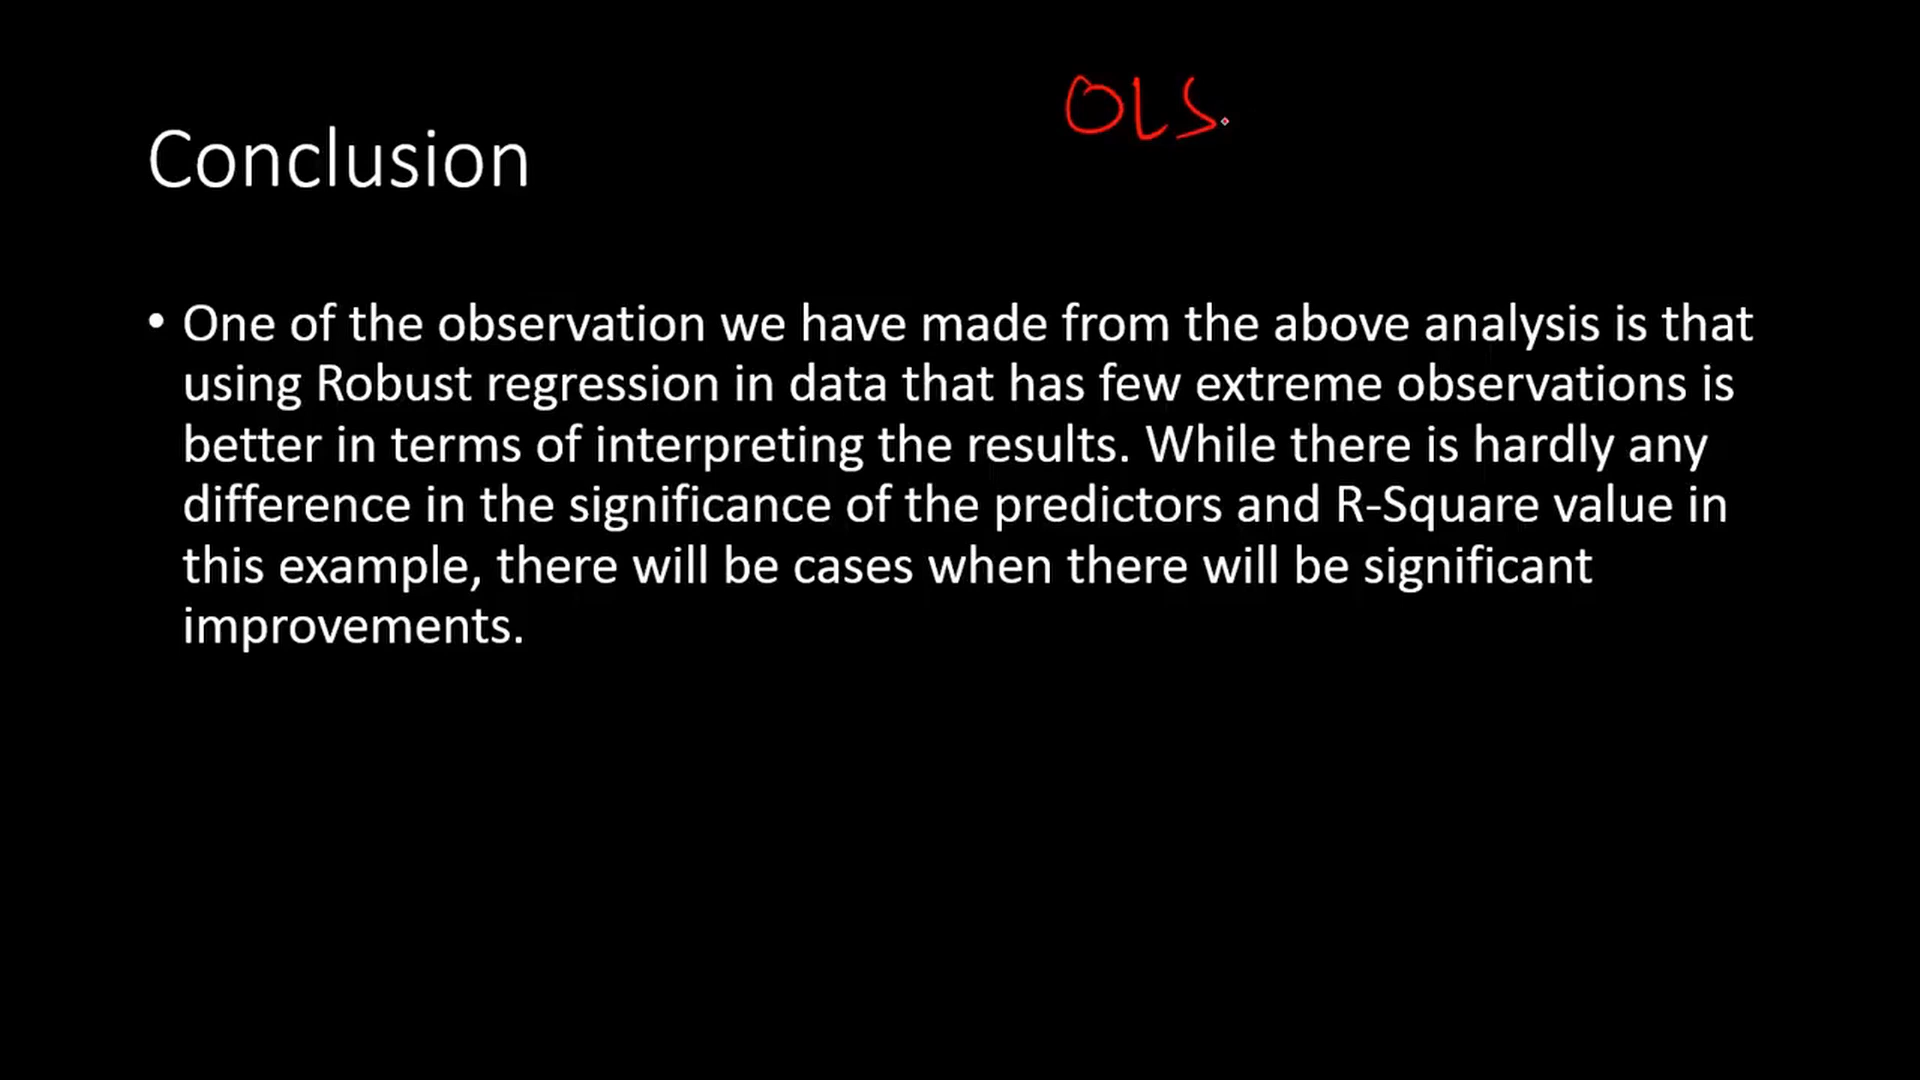 OLS
Conclusion
• One of the observation we have made from the above analysis is that
using Robust regression in data that has few extreme observations is
better in terms of interpreting the results. While there is hardly any
difference in the significance of the predictors and R-Square value in
this example, there will be cases when there will be significant
improvements.